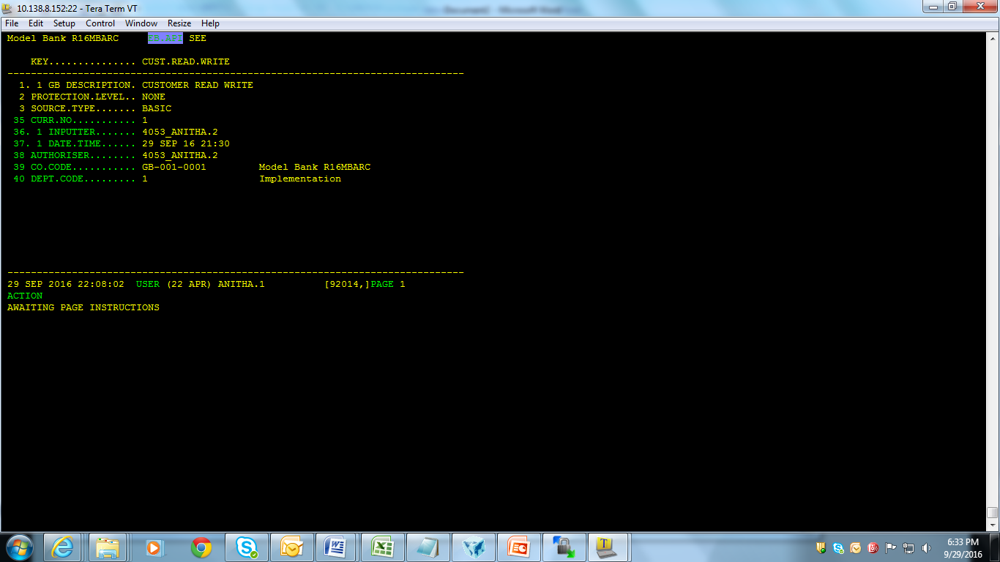 10.138.8.152:22 - Tera Term VT
File Edit Setup Control Window Resize Help
Model Bank R16MBARC EB.API SEE
KEY............... CUST.READ.WRITE
------------------------------------------------------------------------------
1. 1 GB DESCRIPTION. CUSTOMER READ WRITE
2 PROTECTION.LEVEL.. NONE
3 SOURCE.TYPE....... BASIC
35 CURR.NO........... 1
36. 1 INPUTTER....... 4053_ANITHA.2
37. 1 DATE.TIME...... 29 SEP 16 21:30
38 AUTHORISER........ 4053_ANITHA.2
39 CO.CODE........... GB-001-0001 Model Bank R16MBARC
40 DEPT.CODE......... 1 Implementation
------------------------------------------------------------------------------
29 SEP 2016 22:08:02 USER (22 APR) ANITHA.1 [92014,]PAGE 1
ACTION
AWAITING PAGE INSTRUCTIONS
6:33 PM
9/29/2016